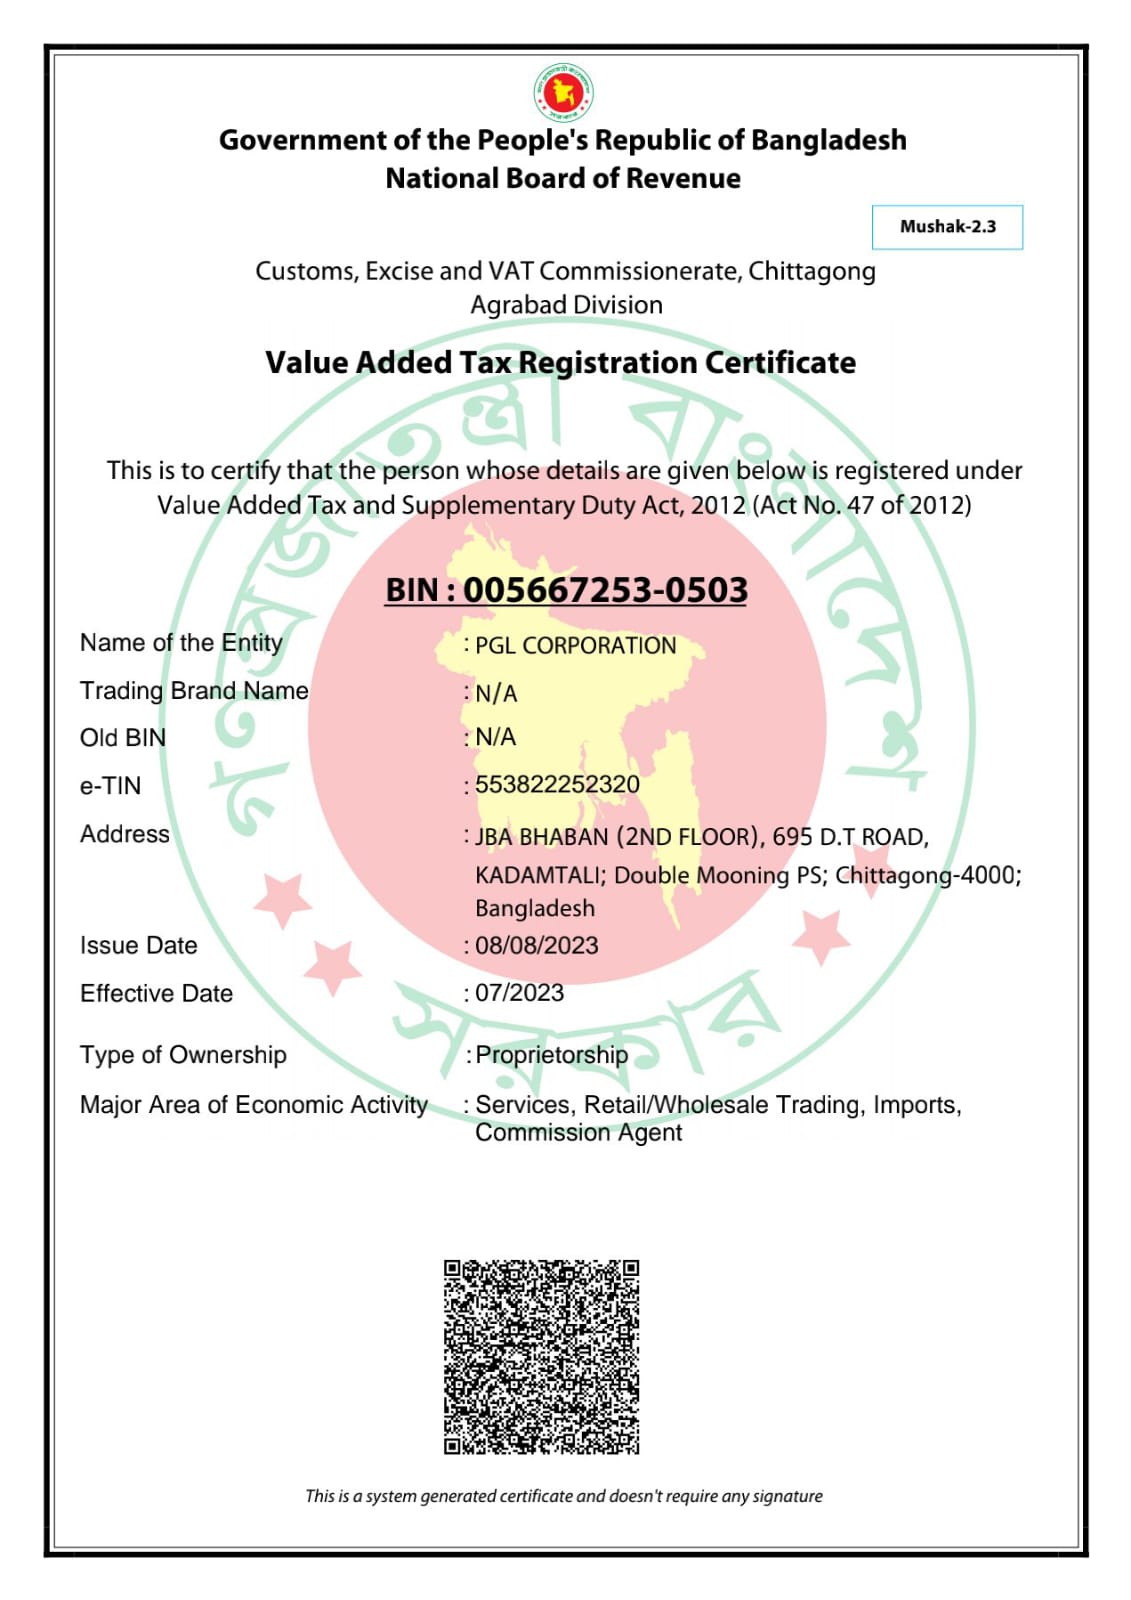 Government of the People's Republic of Bangladesh
National Board of Revenue
Mushak-2.3
Customs, Excise and VAT Commissionerate, Chittagong
Agrabad Division
Value Added Tax Registration Certificate
This is to certify that the person whose details are given below is registered under
Value Added Tax and Supplementary Duty Act, 2012 (Act No. 47 of 2012)
BIN : 005667253-0503
Name of the Entity : PGL CORPORATION
Trading Brand Name : N/A
Old BIN : N/A
e-TIN : 553822252320
Address : JBA BHABAN (2ND FLOOR), 695 D.T ROAD,
KADAMTALI; Double Mooning PS; Chittagong-4000;
Bangladesh
Issue Date : 08/08/2023
Effective Date : 07/2023
Type of Ownership : Proprietorship
Major Area of Economic Activity : Services, Retail/Wholesale Trading, Imports,
Commission Agent
This is a system generated certificate and doesn't require any signature
গণপ্রজাতন্ত্রী বাংলাদেশ
সরকার